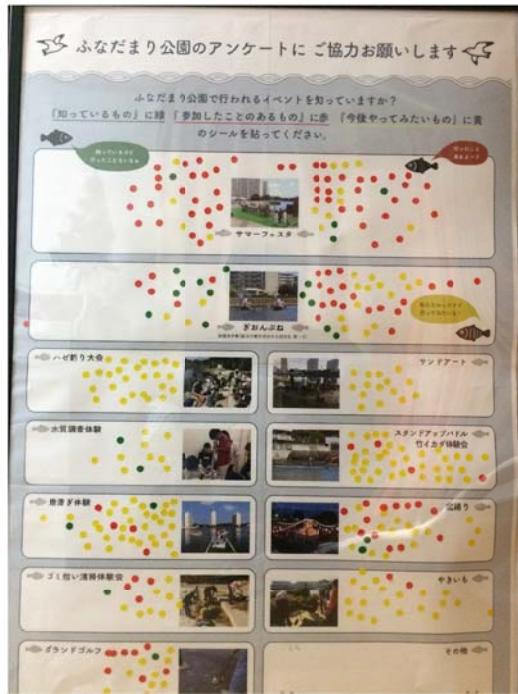 ふなだまり公園のアンケートに ご協力お願いします
ふなだまり公園で行われるイベントを知っていますか?
『知っているもの』に緑 『参加したことのあるもの』に赤 『今後やってみたいもの』に黄
のシールを貼ってください。
サマーフェスタ
ぎおんぶね
ハゼ釣り大会
サンドアート
水質調査体験
スタンドアップパドル
竹イカダ体験会
盆踊り
ゴミ拾い清掃体験会
やきいも
グランドゴルフ
その他